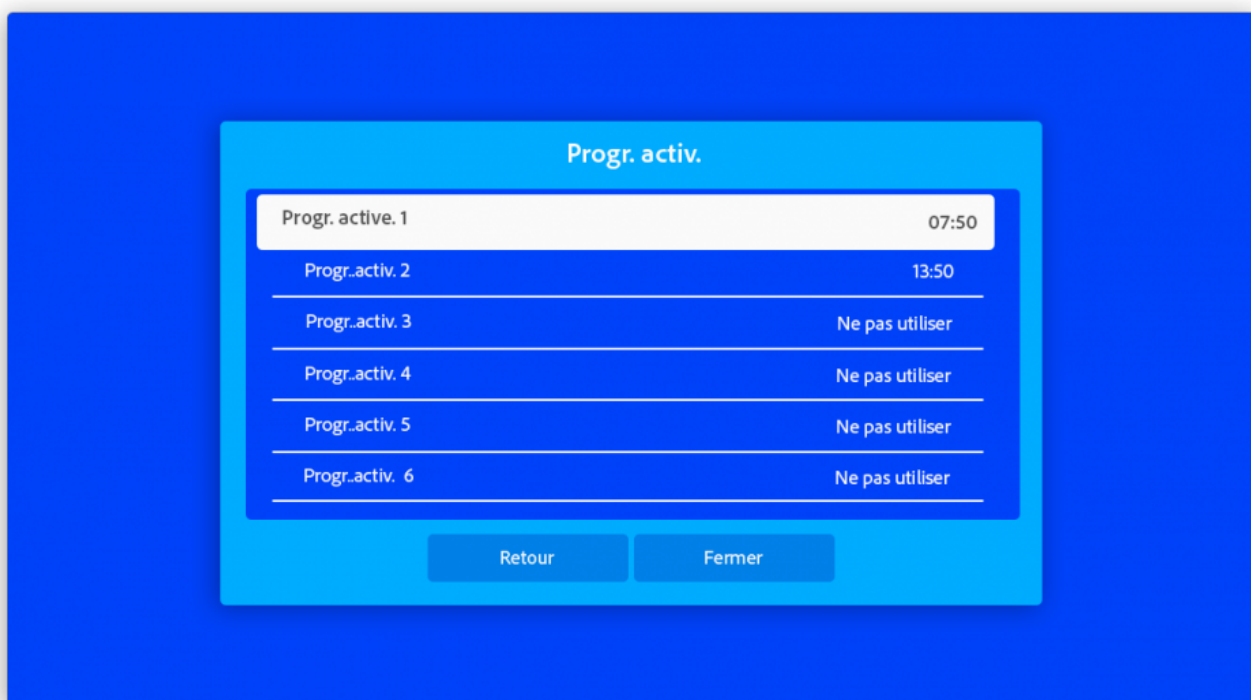 Progr. activ.
Progr. active. 1 07:50
Progr..activ. 2 13:50
Progr..activ. 3 Ne pas utiliser
Progr..activ. 4 Ne pas utiliser
Progr..activ. 5 Ne pas utiliser
Progr..activ. 6 Ne pas utiliser
Retour Fermer